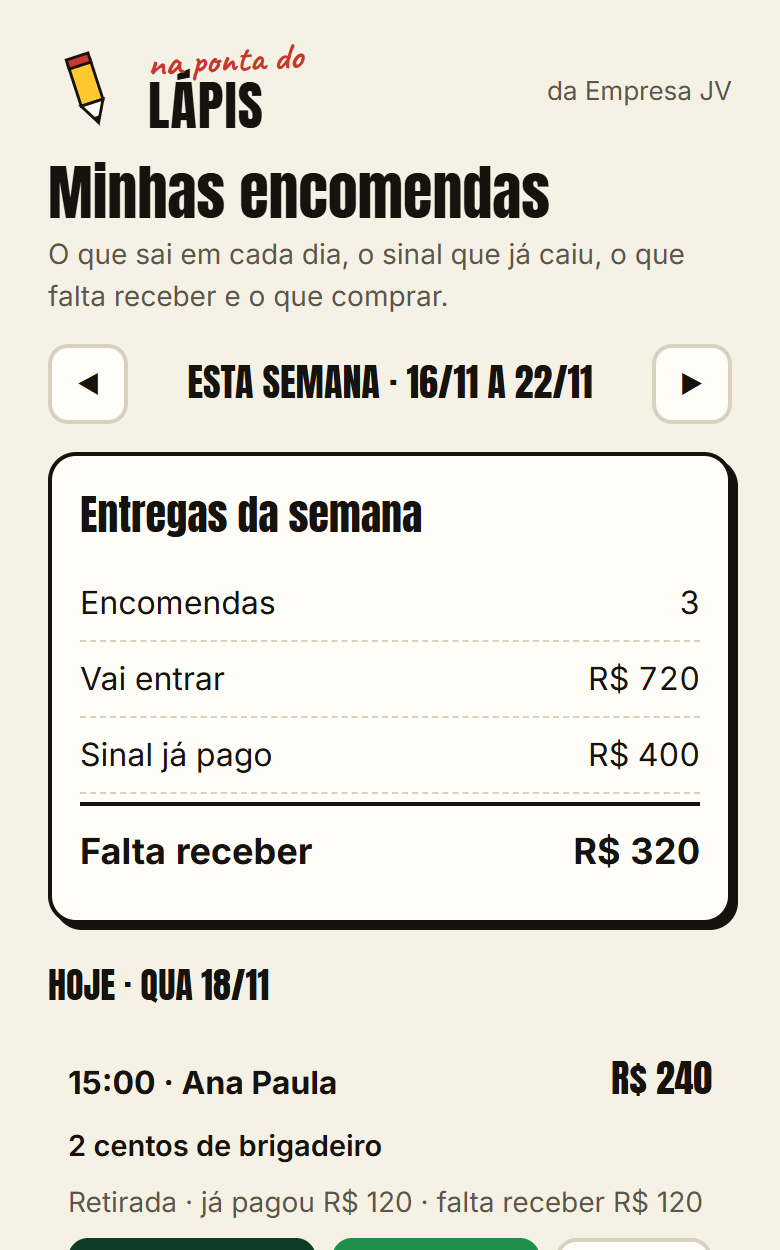 na ponta do
LÁPIS
da Empresa JV
Minhas encomendas
O que sai em cada dia, o sinal que já caiu, o que
falta receber e o que comprar.
◀ ESTA SEMANA · 16/11 A 22/11 ▶
Entregas da semana
Encomendas 3
Vai entrar R$ 720
Sinal já pago R$ 400
Falta receber R$ 320
HOJE · QUA 18/11
15:00 · Ana Paula R$ 240
2 centos de brigadeiro
Retirada · já pagou R$ 120 · falta receber R$ 120